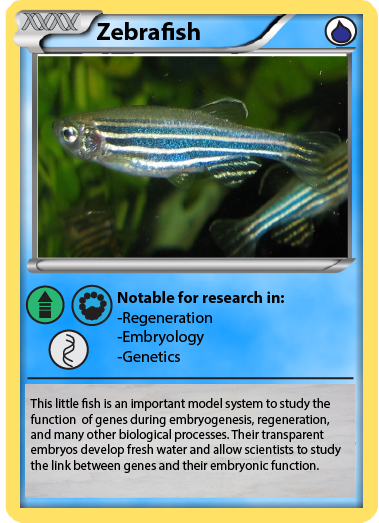 Zebrafish
Notable for research in:
-Regeneration
-Embryology
-Genetics
This little fish is an important model system to study the
function of genes during embryogenesis, regeneration,
and many other biological processes. Their transparent
embryos develop fresh water and allow scientists to study
the link between genes and their embryonic function.